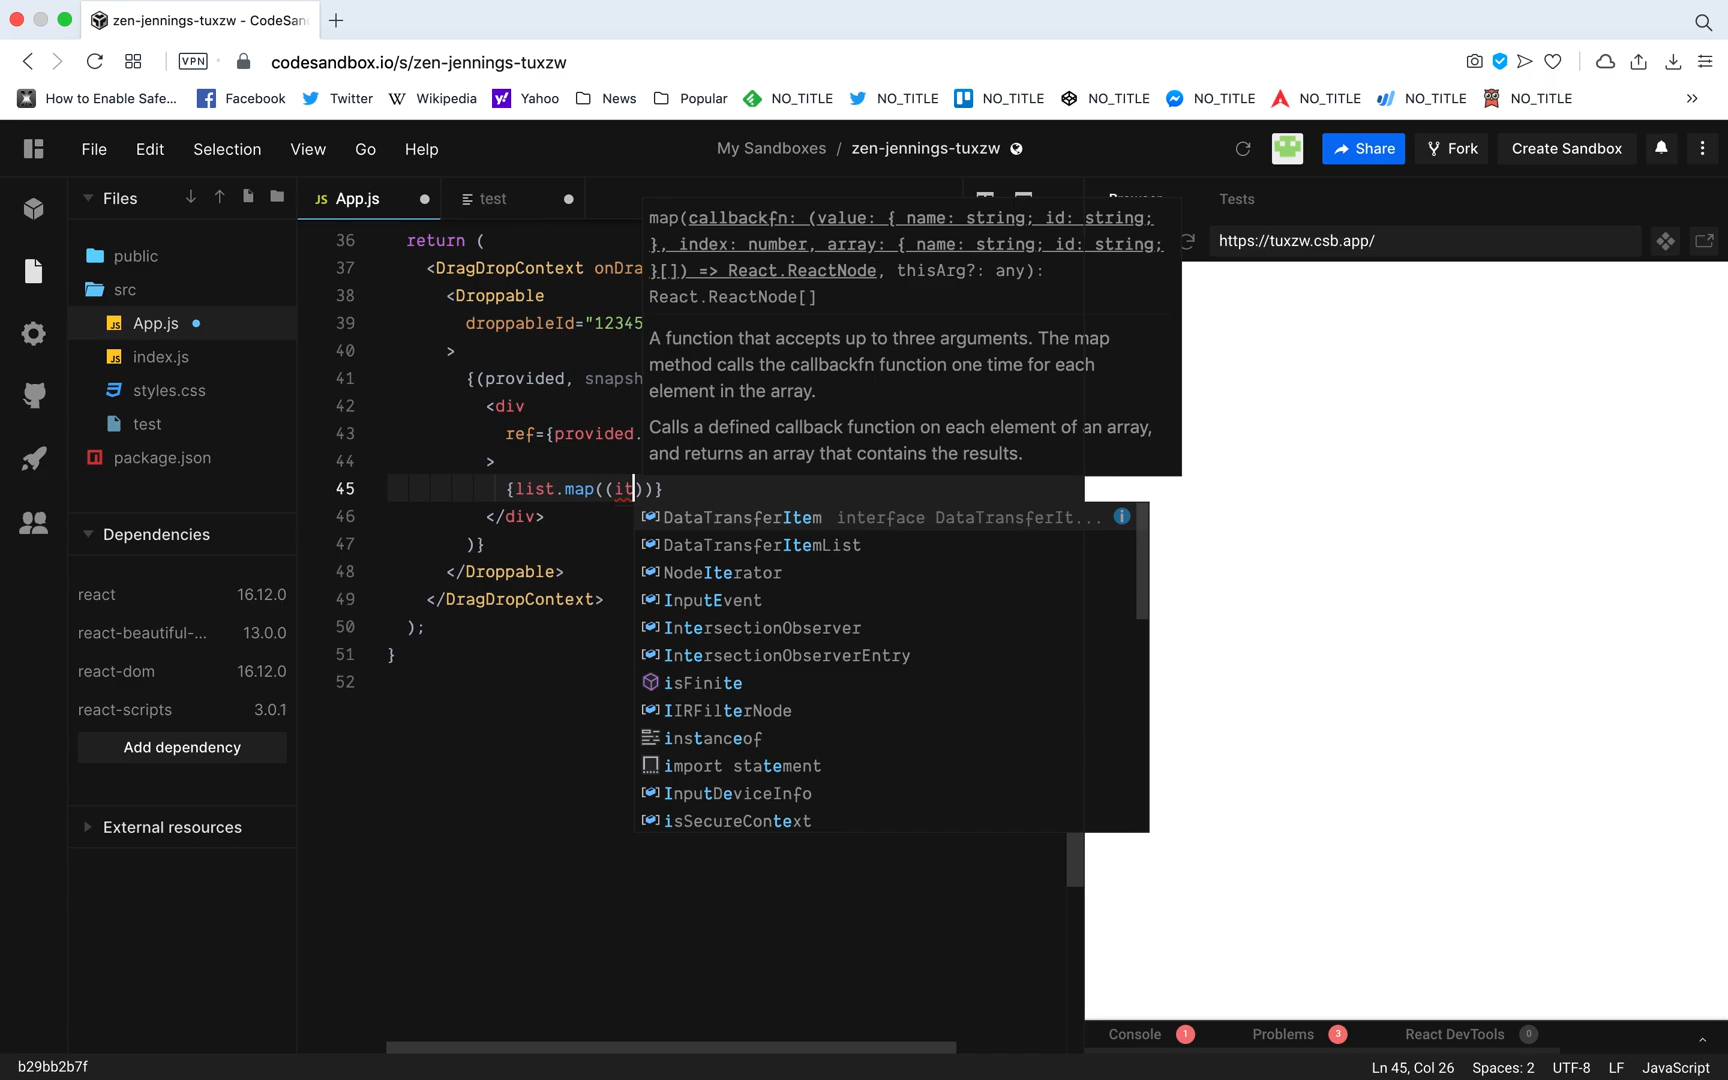 zen-jennings-tuxzw - CodeSan
VPN
codesandbox.io/s/zen-jennings-tuxzw
How to Enable Safe... Facebook Twitter Wikipedia Yahoo News Popular NO_TITLE NO_TITLE NO_TITLE NO_TITLE NO_TITLE NO_TITLE NO_TITLE NO_TITLE
File Edit Selection View Go Help
My Sandboxes / zen-jennings-tuxzw
Share Fork Create Sandbox
Files
JS App.js
test
Tests
https://tuxzw.csb.app/
public
src
App.js
index.js
styles.css
test
package.json
Dependencies
react 16.12.0
react-beautiful-... 13.0.0
react-dom 16.12.0
react-scripts 3.0.1
Add dependency
External resources
36 return (
37 <DragDropContext onDra
38 <Droppable
39 droppableId="12345
40 >
41 {(provided, snapsh
42 <div
43 ref={provided.
44 >
45 {list.map((it))}
46 </div>
47 )}
48 </Droppable>
49 </DragDropContext>
50 );
51 }
52
map(callbackfn: (value: { name: string; id: string;
}, index: number, array: { name: string; id: string;
}[]) => React.ReactNode, thisArg?: any):
React.ReactNode[]
A function that accepts up to three arguments. The map
method calls the callbackfn function one time for each
element in the array.
Calls a defined callback function on each element of an array,
and returns an array that contains the results.
DataTransferItem interface DataTransferIt...
DataTransferItemList
NodeIterator
InputEvent
IntersectionObserver
IntersectionObserverEntry
isFinite
IIRFilterNode
instanceof
import statement
InputDeviceInfo
isSecureContext
Console 1 Problems 3 React DevTools 0
b29bb2b7f
Ln 45, Col 26 Spaces: 2 UTF-8 LF JavaScript